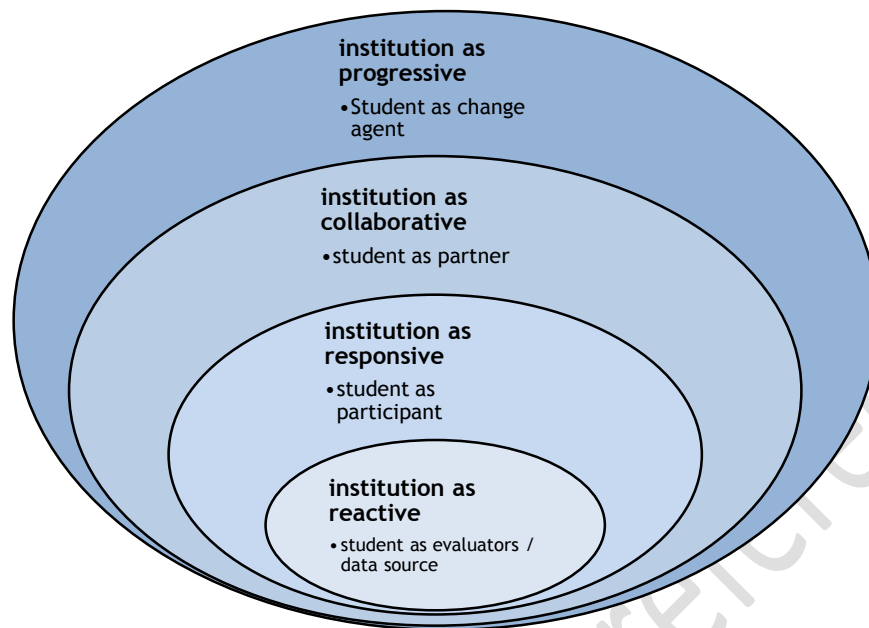 institution as
progressive
•Student as change
agent
institution as
collaborative
•student as partner
institution as
responsive
•student as
participant
institution as
reactive
•student as evaluators /
data source